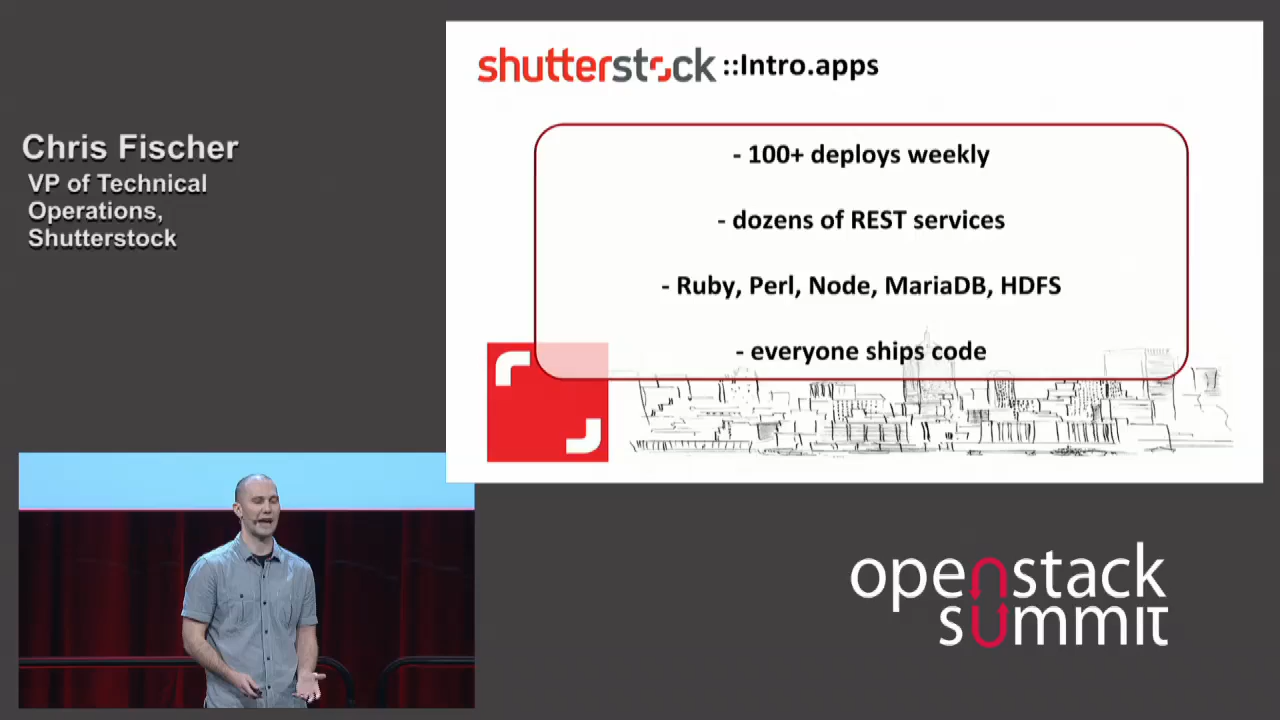 Chris Fischer
VP of Technical
Operations,
Shutterstock
shutterstock ::Intro.apps
- 100+ deploys weekly
- dozens of REST services
- Ruby, Perl, Node, MariaDB, HDFS
- everyone ships code
openstack
summit